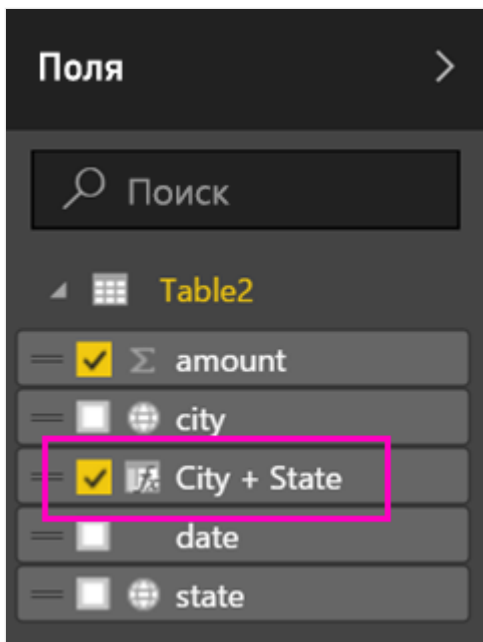 Поля
Поиск
Table2
amount
city
City + State
date
state